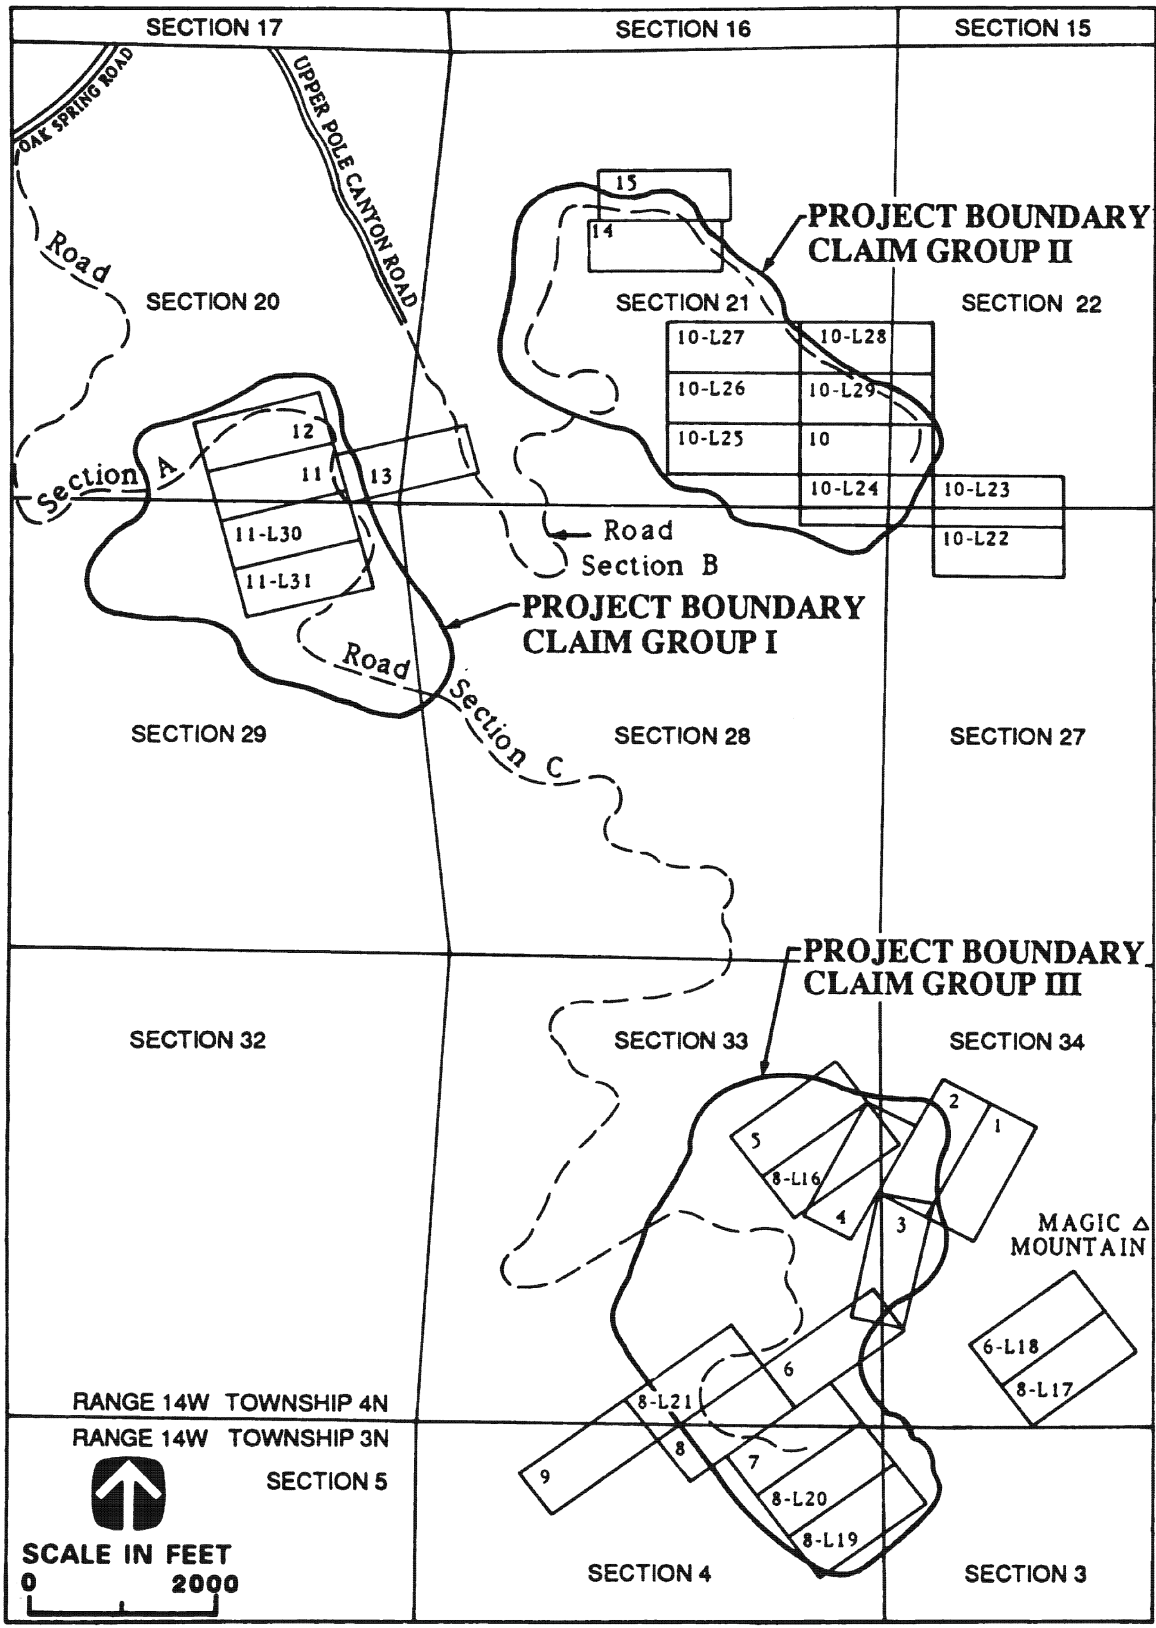 SECTION 17
SECTION 16
SECTION 15
OAK SPRING ROAD
UPPER POLE CANYON ROAD
15
14
PROJECT BOUNDARY
CLAIM GROUP II
Road
SECTION 20
SECTION 21
SECTION 22
10-L27
10-L28
10-L26
10-L29
10-L25
10
12
11
13
Section A
10-L24
10-L23
10-L22
11-L30
11-L31
Road
Section B
PROJECT BOUNDARY
CLAIM GROUP I
Road
Section C
SECTION 29
SECTION 28
SECTION 27
PROJECT BOUNDARY
CLAIM GROUP III
SECTION 32
SECTION 33
SECTION 34
2
1
5
8-L16
4
3
MAGIC
MOUNTAIN
6-L18
8-L17
6
8-L21
8
7
9
8-L20
8-L19
RANGE 14W TOWNSHIP 4N
RANGE 14W TOWNSHIP 3N
SECTION 5
SECTION 4
SECTION 3
SCALE IN FEET
0 2000